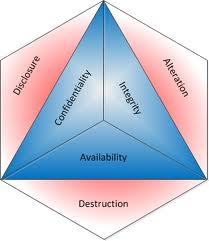 Disclosure
Confidentiality
Integrity
Alteration
Availability
Destruction